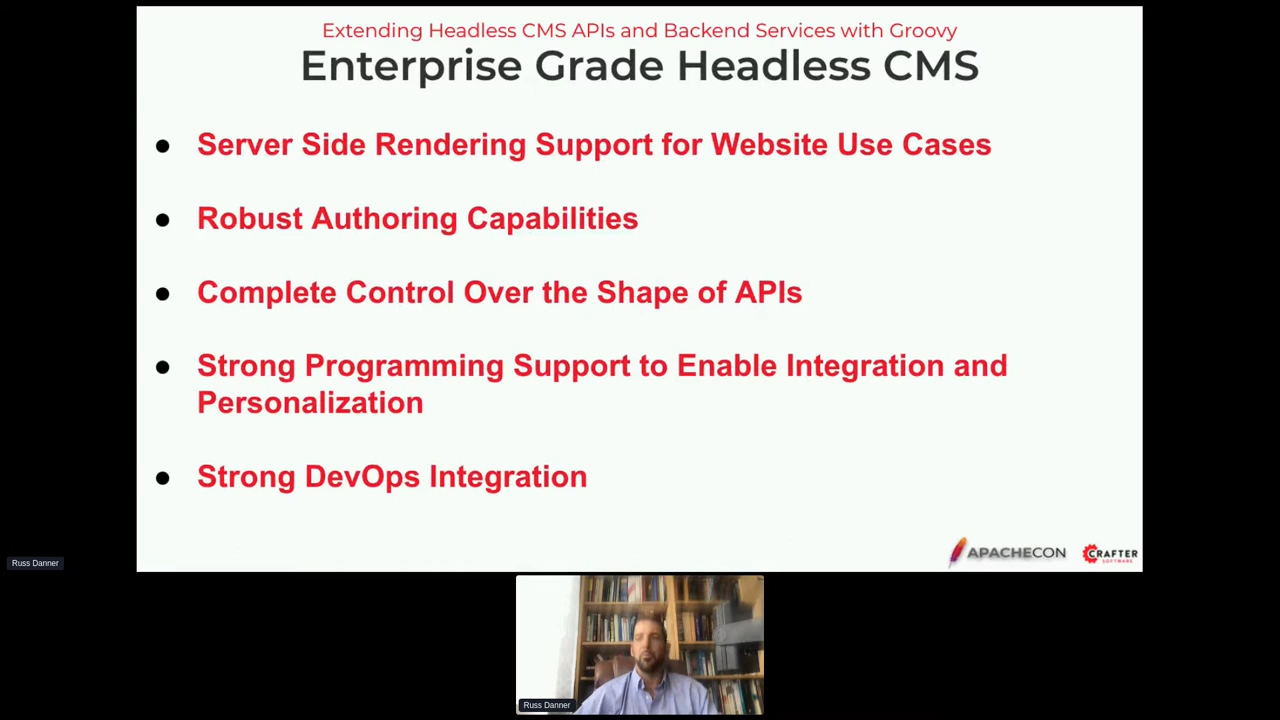 Extending Headless CMS APIs and Backend Services with Groovy
Enterprise Grade Headless CMS
● Server Side Rendering Support for Website Use Cases
● Robust Authoring Capabilities
● Complete Control Over the Shape of APIs
● Strong Programming Support to Enable Integration and
Personalization
● Strong DevOps Integration
APACHECON
CRAFTER
SOFTWARE
Russ Danner
Russ Danner